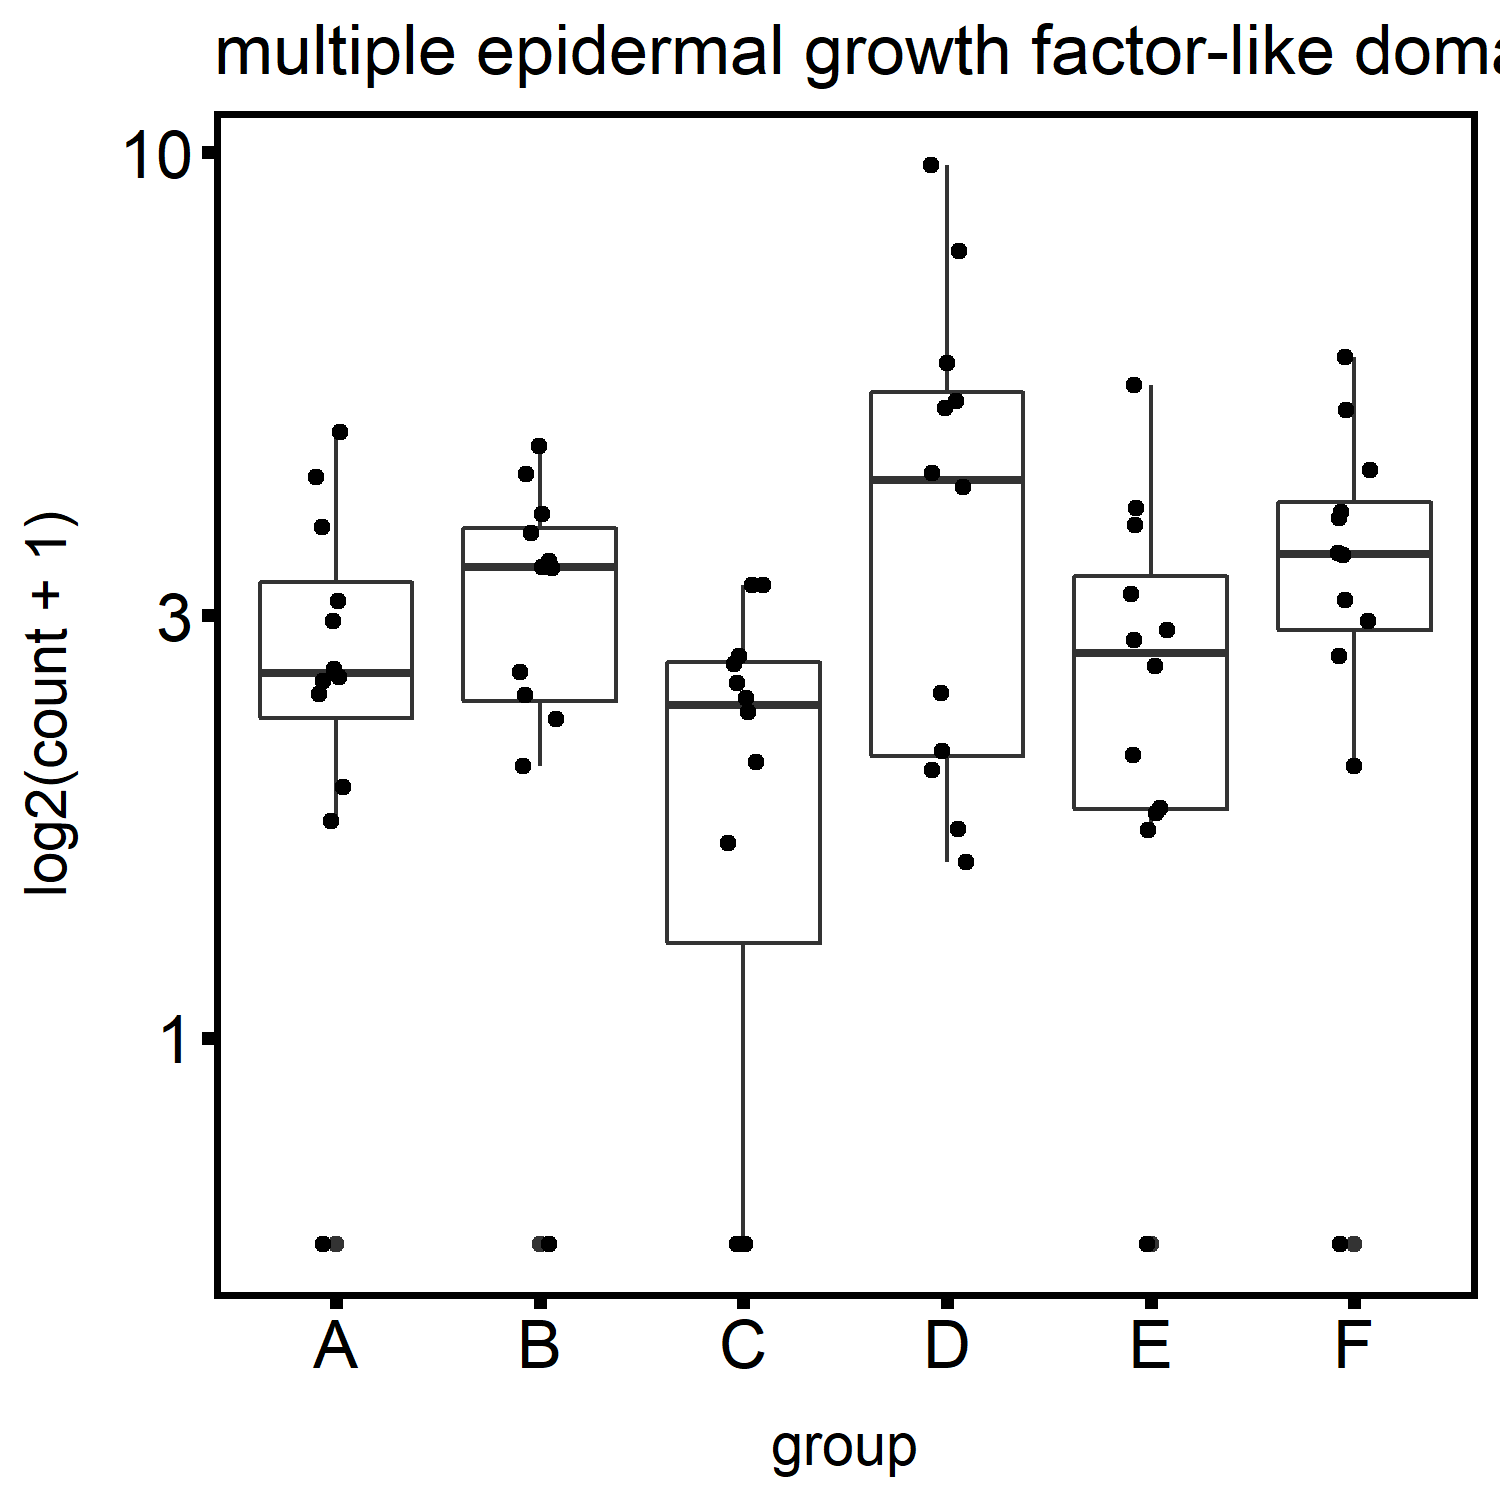 multiple epidermal growth factor-like doma
10
3
1
log2(count + 1)
A B C D E F
group